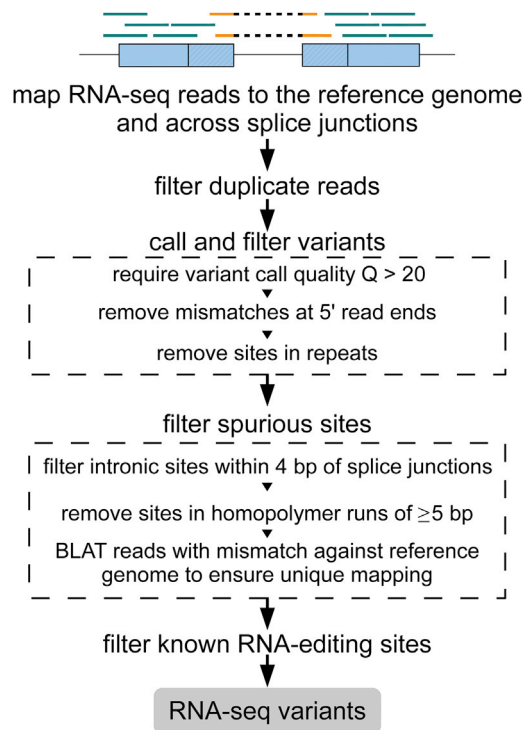 map RNA-seq reads to the reference genome
and across splice junctions
filter duplicate reads
call and filter variants
require variant call quality Q > 20
remove mismatches at 5' read ends
remove sites in repeats
filter spurious sites
filter intronic sites within 4 bp of splice junctions
remove sites in homopolymer runs of ≥5 bp
BLAT reads with mismatch against reference
genome to ensure unique mapping
filter known RNA-editing sites
RNA-seq variants